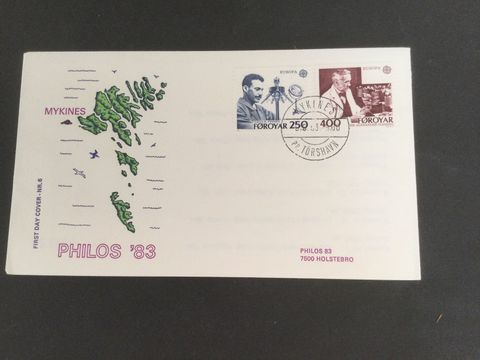 MYKINES
FIRST DAY COVER - NR. 6
PHILOS '83
EUROPA
FØROYAR 250
EUROPA
400 FØROYAR
MYKINES
PR. TÓRSHAVN
PHILOS 83
7500 HOLSTEBRO